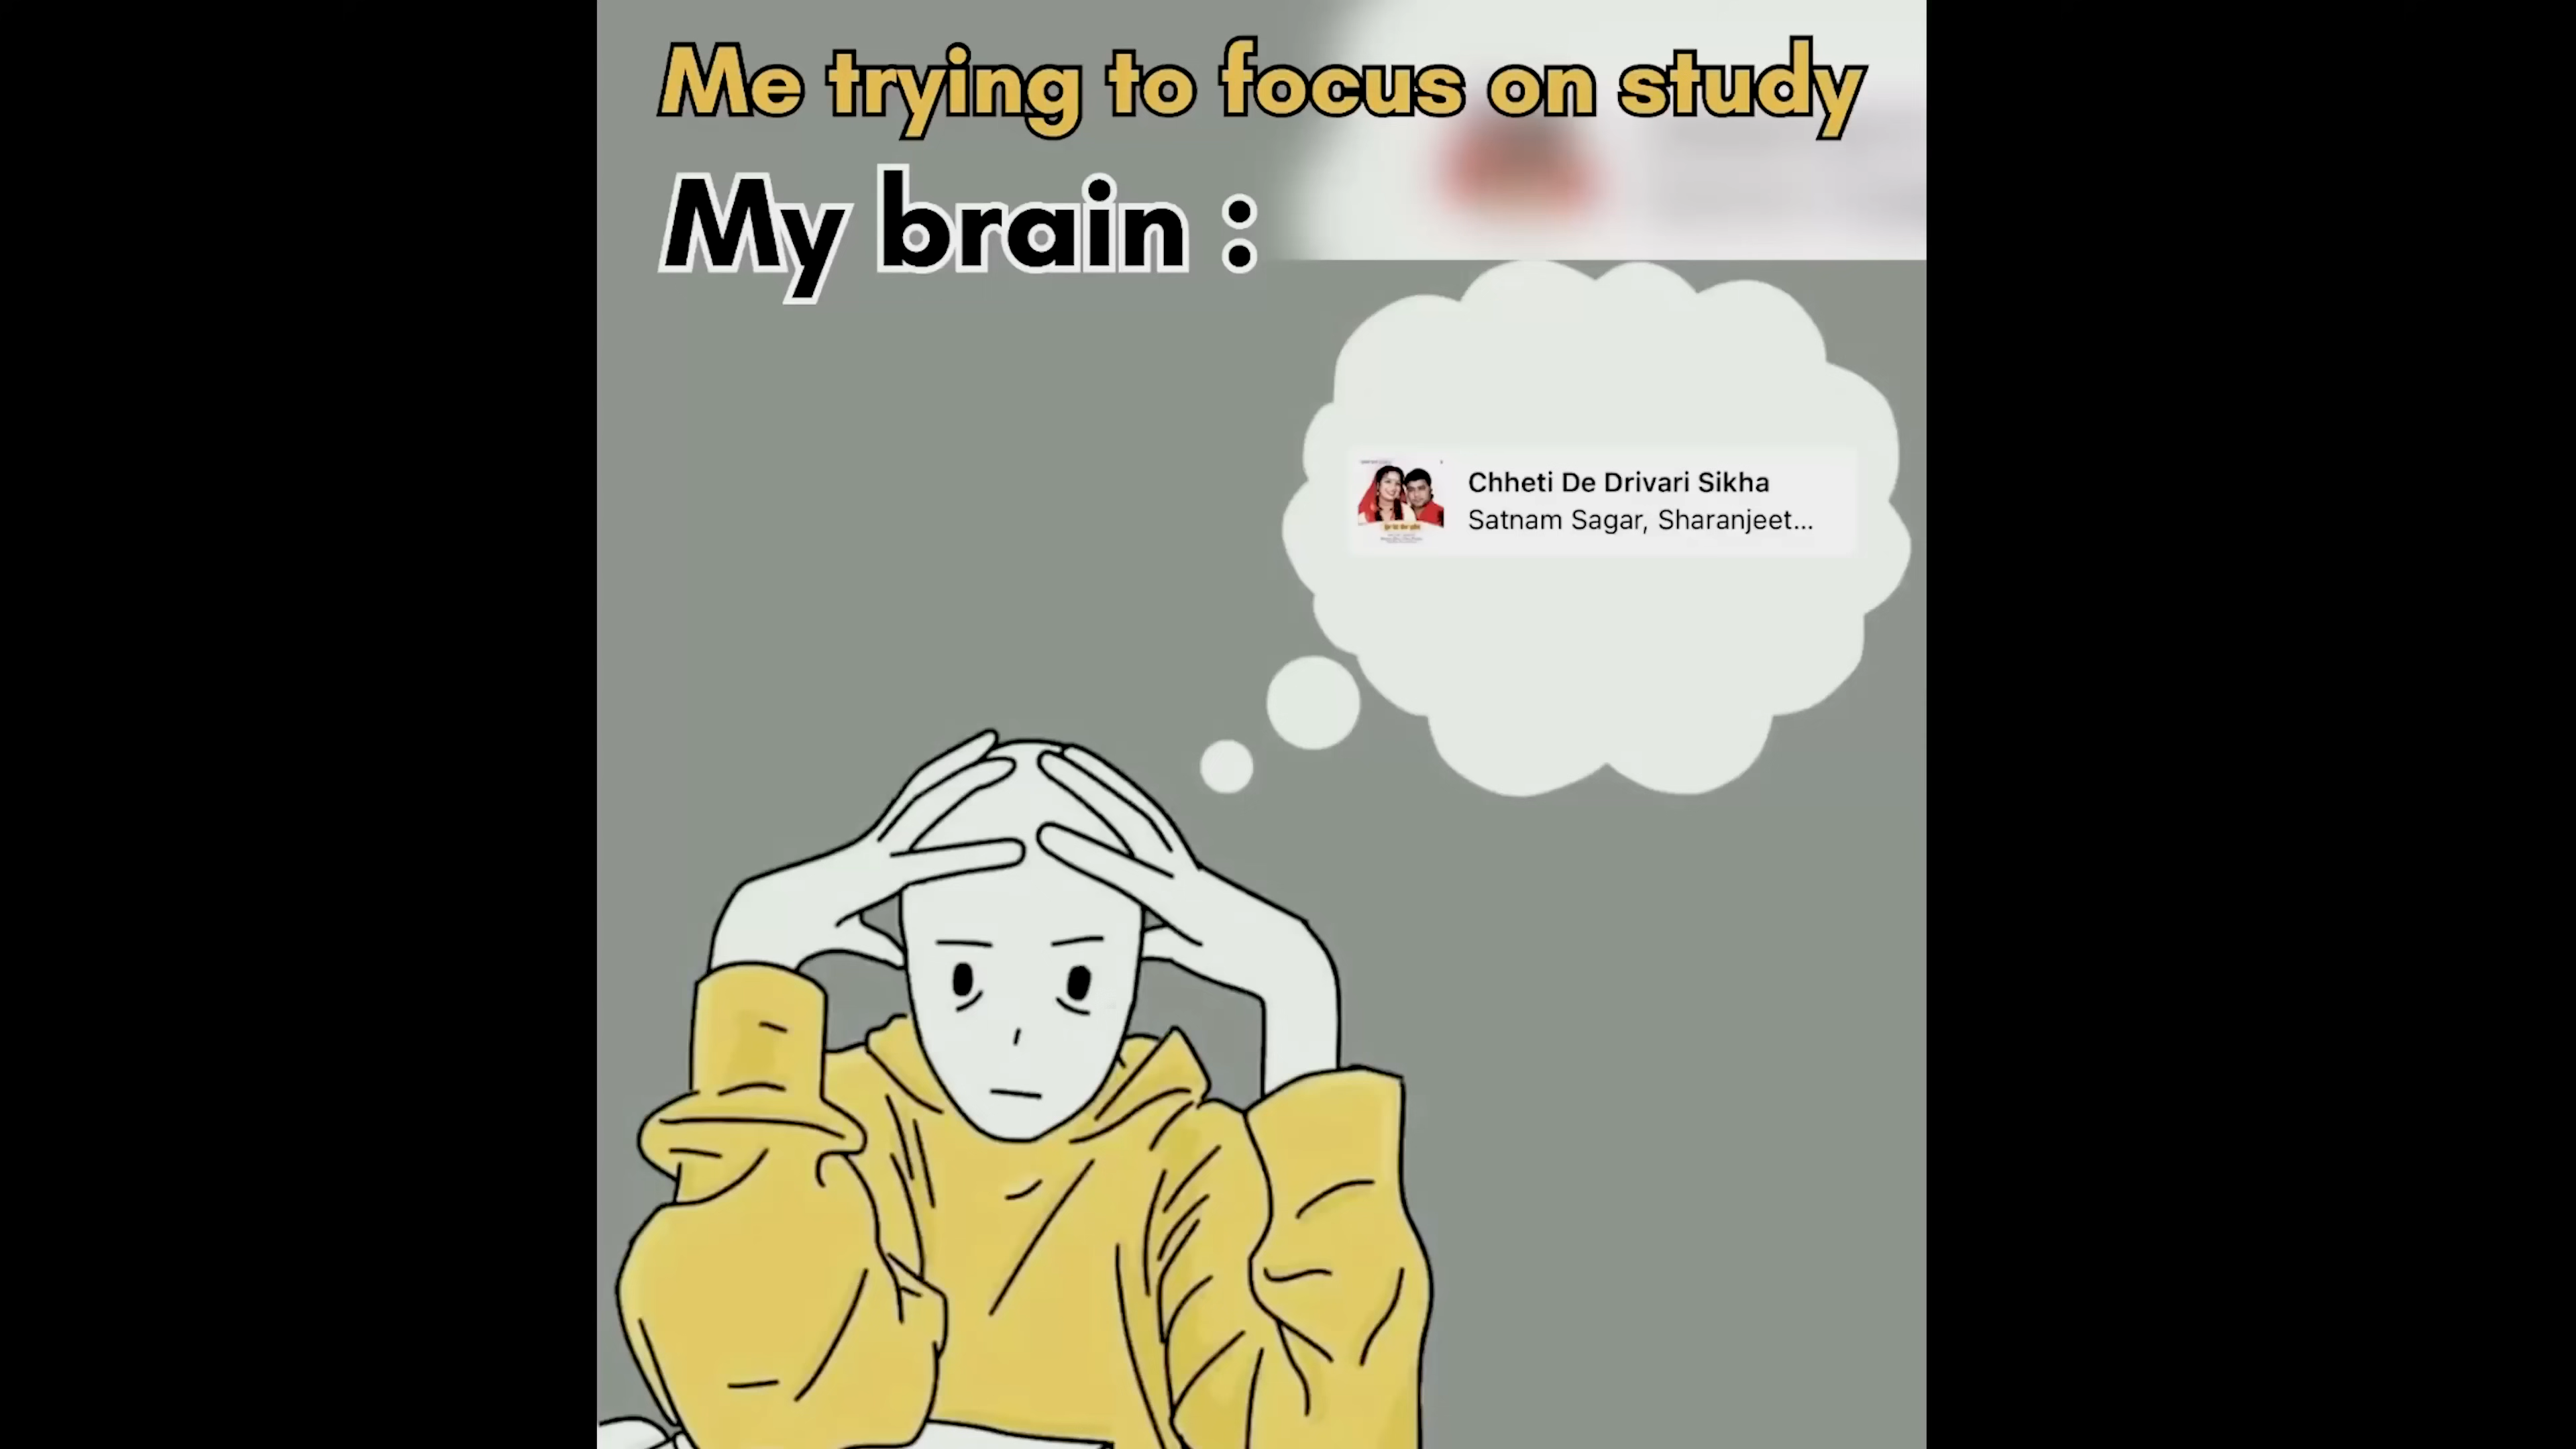 Me trying to focus on study
My brain :
Chheti De Drivari Sikha
Satnam Sagar, Sharanjeet...